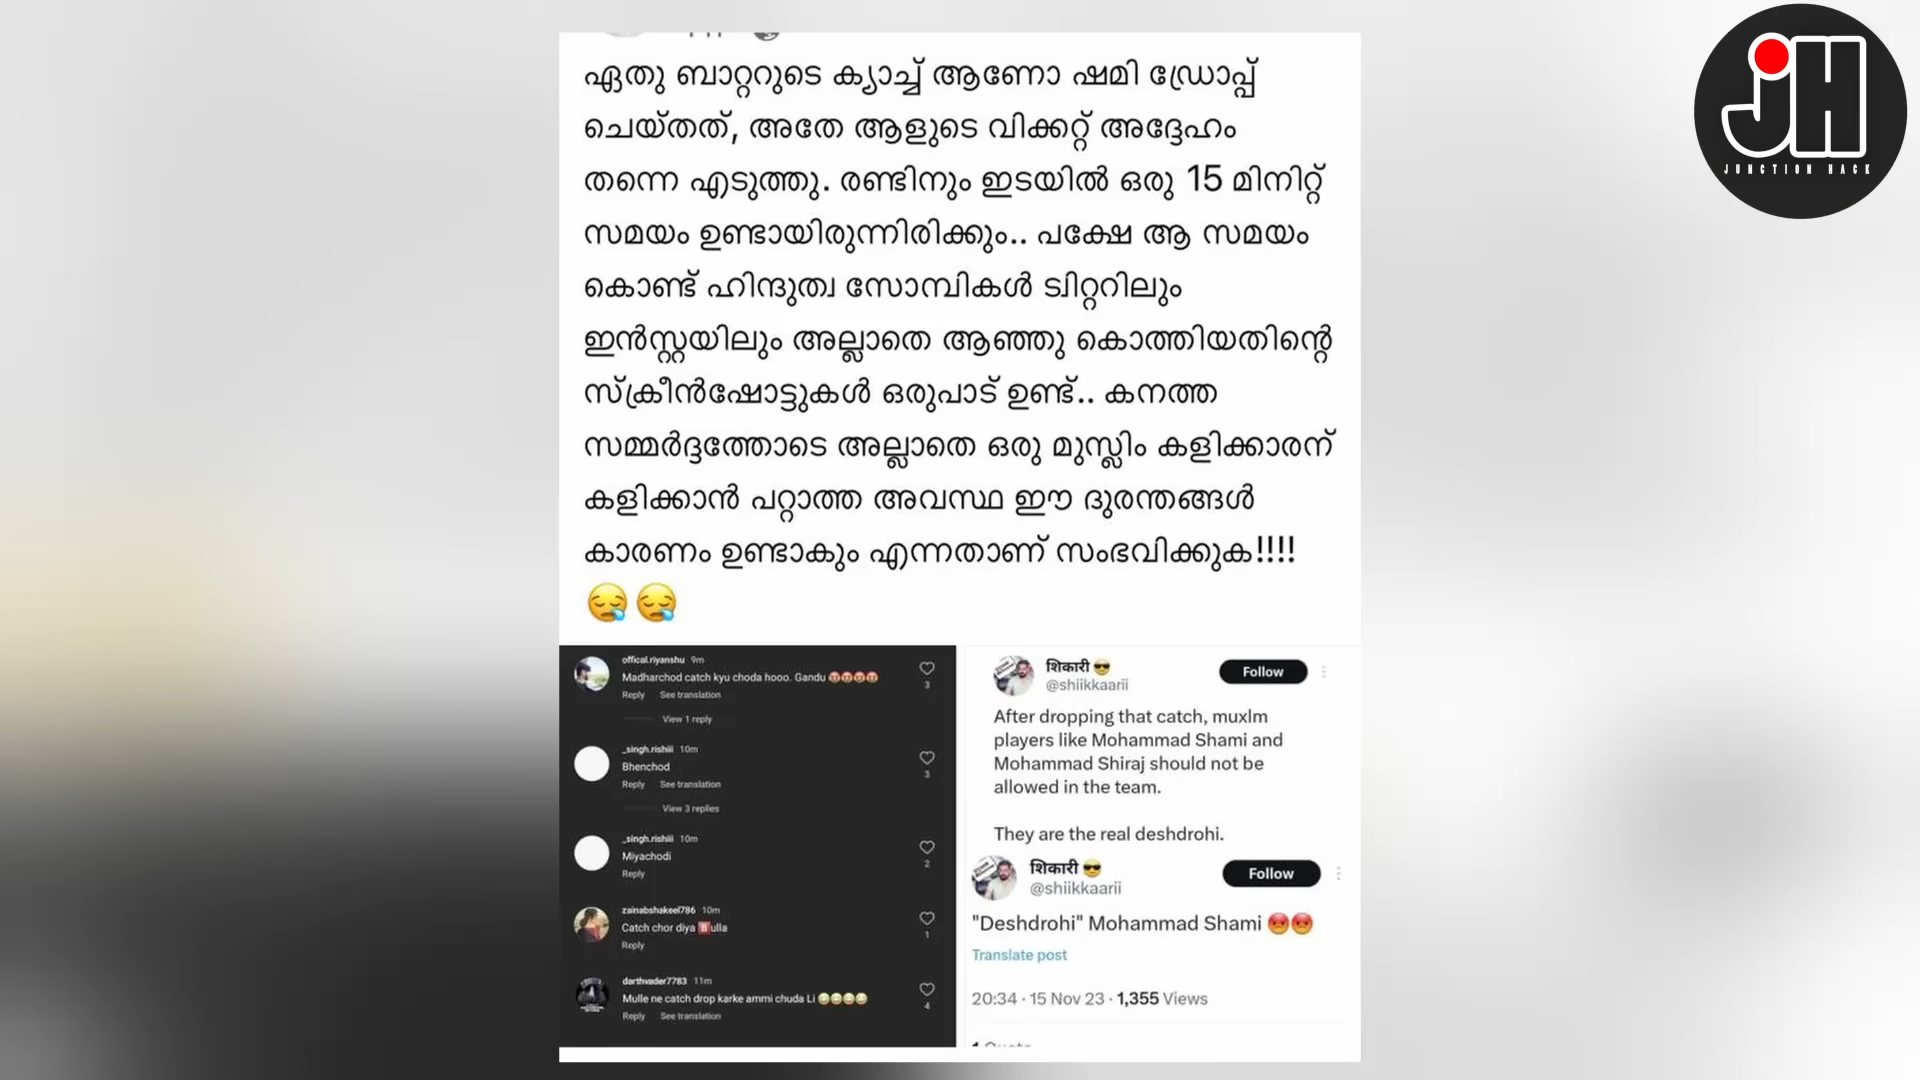 ഏതു ബാറ്ററുടെ ക്യാച്ച് ആണോ ഷമി ഡ്രോപ്പ്
ചെയ്തത്, അതേ ആളുടെ വിക്കറ്റ് അദ്ദേഹം
തന്നെ എടുത്തു. രണ്ടിനും ഇടയിൽ ഒരു 15 മിനിറ്റ്
സമയം ഉണ്ടായിരുന്നിരിക്കും.. പക്ഷേ ആ സമയം
കൊണ്ട് ഹിന്ദുത്വ സോമ്പികൾ ട്വിറ്ററിലും
ഇൻസ്റ്റയിലും അല്ലാതെ ആഞ്ഞു കൊത്തിയതിന്റെ
സ്ക്രീൻഷോട്ടുകൾ ഒരുപാട് ഉണ്ട്.. കനത്ത
സമ്മർദ്ദത്തോടെ അല്ലാതെ ഒരു മുസ്ലിം കളിക്കാരന്
കളിക്കാൻ പറ്റാത്ത അവസ്ഥ ഈ ദുരന്തങ്ങൾ
കാരണം ഉണ്ടാകും എന്നതാണ് സംഭവിക്കുക!!!!
😪😪
offical.riyanshu 9m
Madharchod catch kyu choda hooo. Gandu 😡😡😡😡
3
Reply See translation
View 1 reply
_singh.rishiii 10m
Bhenchod
3
Reply See translation
View 3 replies
_singh.rishiii 10m
Miyachodi
2
Reply
zainabshakeel786 10m
Catch chor diya 🅱ulla
1
Reply
darthvader7783 11m
Mulle ne catch drop karke ammi chuda Li 😂😂😂😂
4
Reply See translation
शिकारी 😎
@shiikkaarii
Follow
After dropping that catch, muxlm
players like Mohammad Shami and
Mohammad Shiraj should not be
allowed in the team.
They are the real deshdrohi.
शिकारी 😎
@shiikkaarii
Follow
"Deshdrohi" Mohammad Shami 😡😡
Translate post
20:34 · 15 Nov 23 · 1,355 Views
JH
JUNCTION HACK